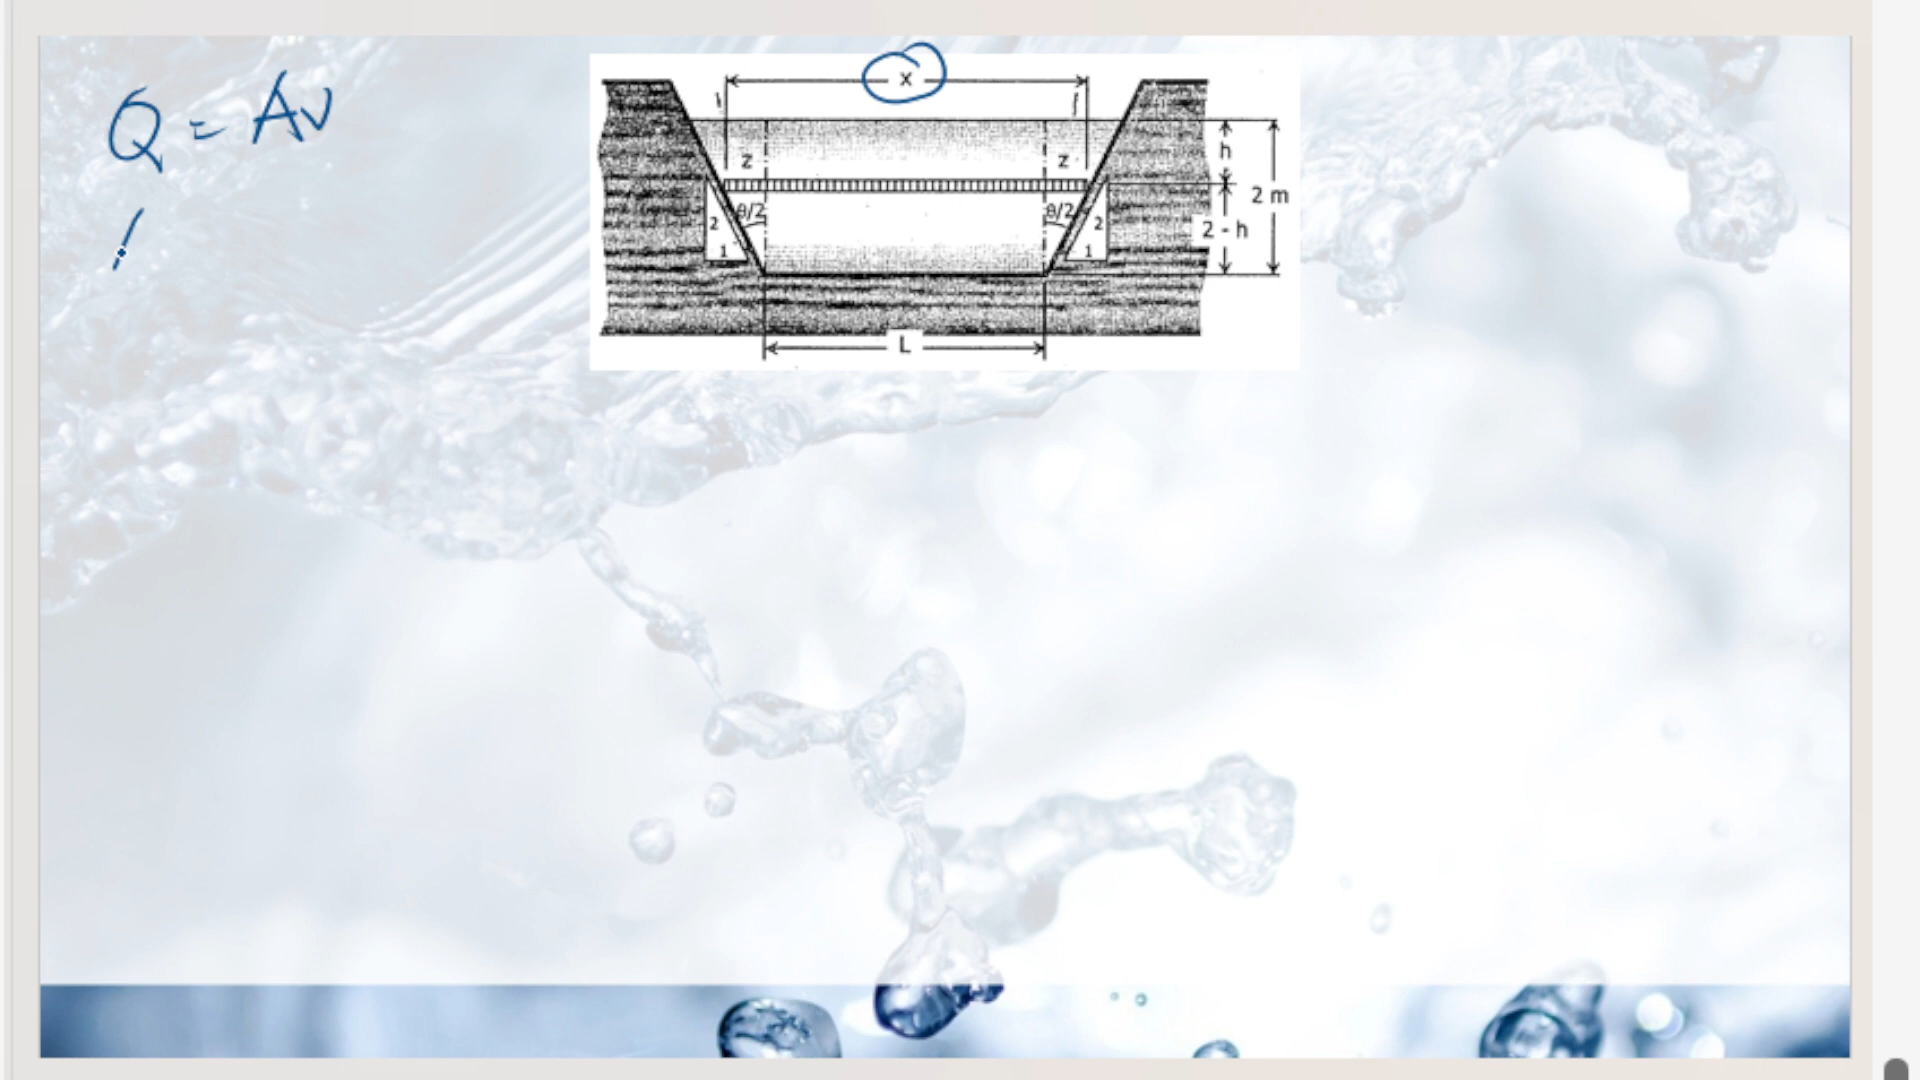 Q = Av
x
z z
h
2 m
θ/2 θ/2
2 2
2 - h
1 1
L